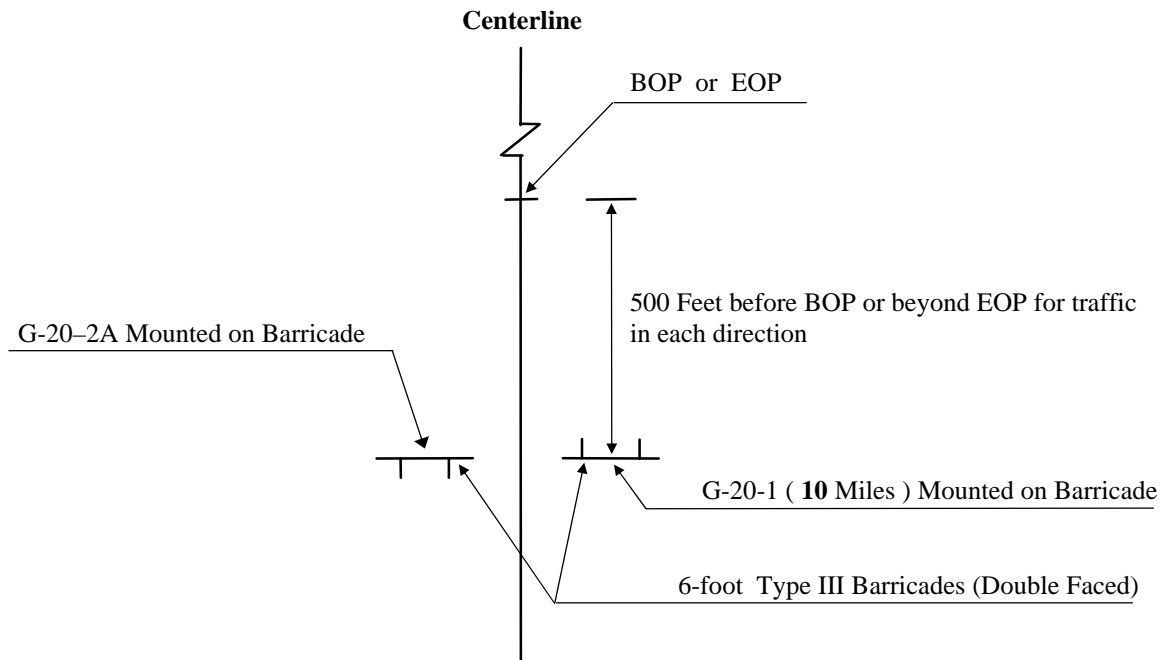 Centerline
BOP or EOP
500 Feet before BOP or beyond EOP for traffic
in each direction
G-20–2A Mounted on Barricade
G-20-1 ( 10 Miles ) Mounted on Barricade
6-foot Type III Barricades (Double Faced)